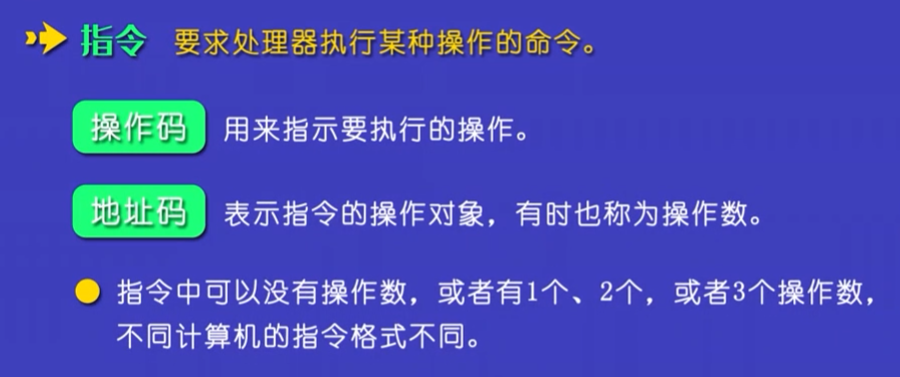 指令 要求处理器执行某种操作的命令。
操作码 用来指示要执行的操作。
地址码 表示指令的操作对象，有时也称为操作数。
指令中可以没有操作数，或者有1个、2个，或者3个操作数，
不同计算机的指令格式不同。